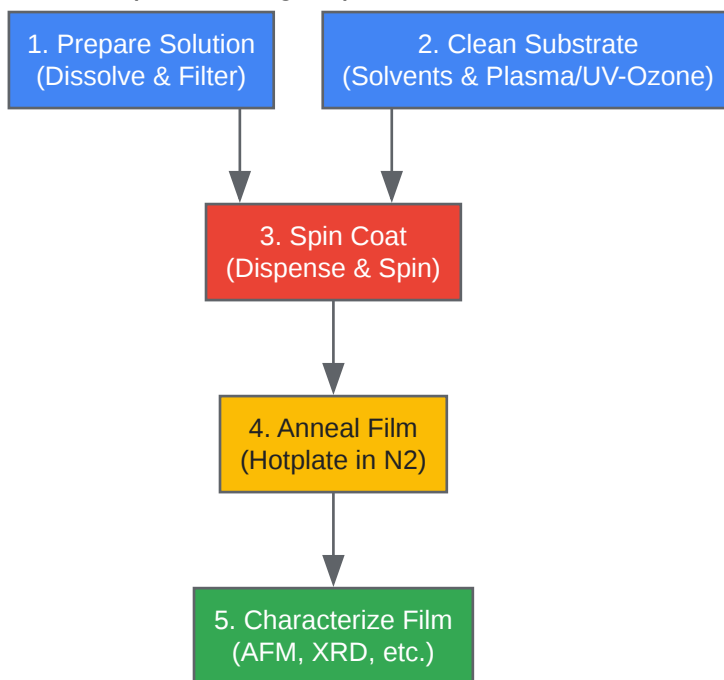 1. Prepare Solution
(Dissolve & Filter)
2. Clean Substrate
(Solvents & Plasma/UV-Ozone)
3. Spin Coat
(Dispense & Spin)
4. Anneal Film
(Hotplate in N2)
5. Characterize Film
(AFM, XRD, etc.)